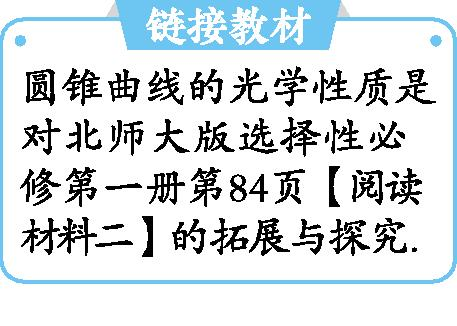 链接教材
圆锥曲线的光学性质是
对北师大版选择性必
修第一册第84页【阅读
材料二】的拓展与探究.